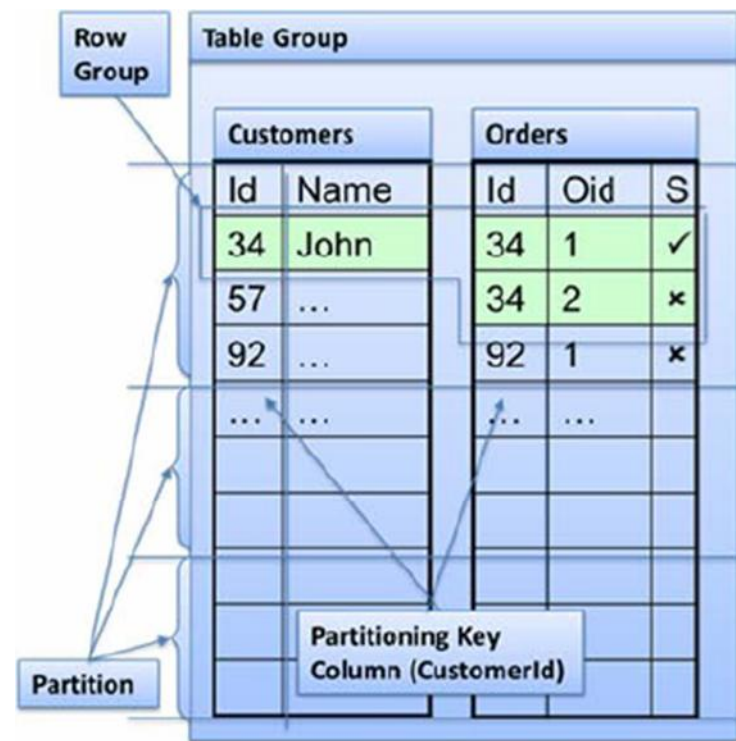 Row
Group
Table Group
Customers
Orders
Id Name
Id Oid S
34 John
34 1 ✓
57 ...
34 2 ×
92 ...
92 1 ×
... ...
... ...
Partitioning Key
Column (CustomerId)
Partition